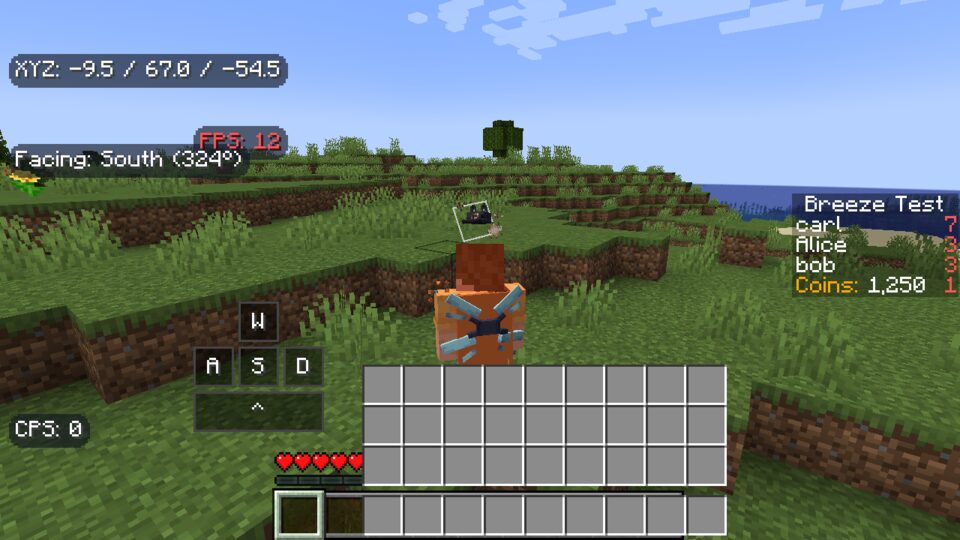 XYZ: -9.5 / 67.0 / -54.5
FPS: 12
Facing: South (324º)
Breeze Test
carl 7
Alice 3
bob 3
Coins: 1,250 1
W
A S D
^
CPS: 0